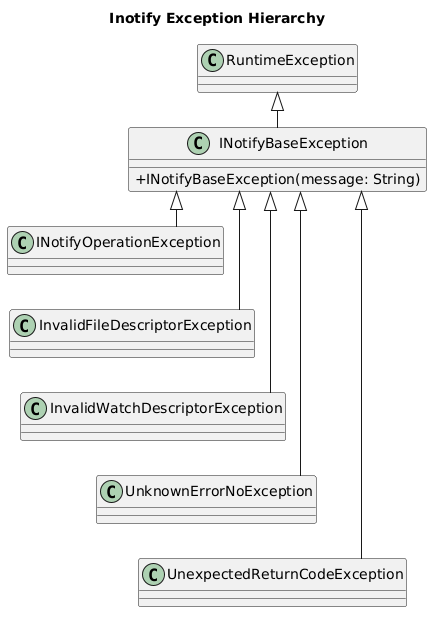 Inotify Exception Hierarchy
C RuntimeException
C INotifyBaseException
+INotifyBaseException(message: String)
C INotifyOperationException
C InvalidFileDescriptorException
C InvalidWatchDescriptorException
C UnknownErrorNoException
C UnexpectedReturnCodeException